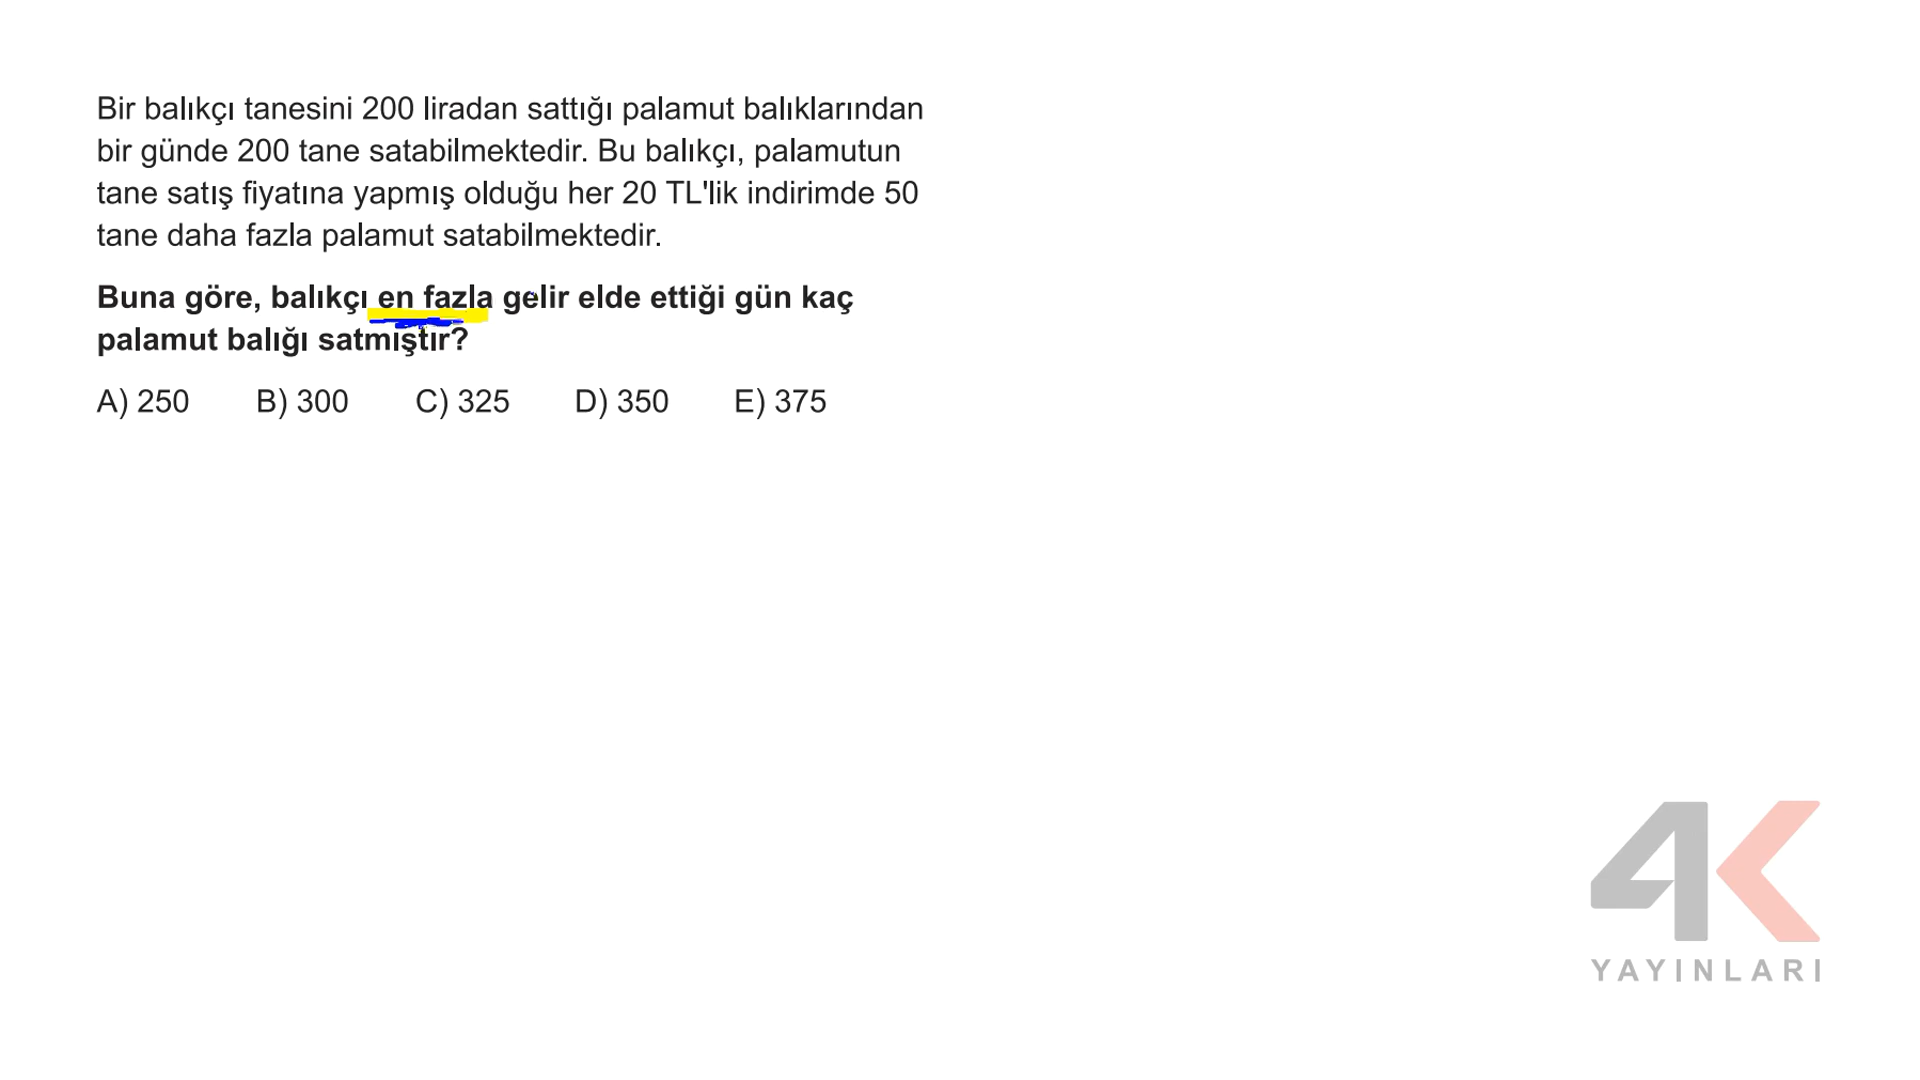 Bir balıkçı tanesini 200 liradan sattığı palamut balıklarından
bir günde 200 tane satabilmektedir. Bu balıkçı, palamutun
tane satış fiyatına yapmış olduğu her 20 TL'lik indirimde 50
tane daha fazla palamut satabilmektedir.
Buna göre, balıkçı en fazla gelir elde ettiği gün kaç
palamut balığı satmıştır?
A) 250 B) 300 C) 325 D) 350 E) 375
4K
YAYINLARI